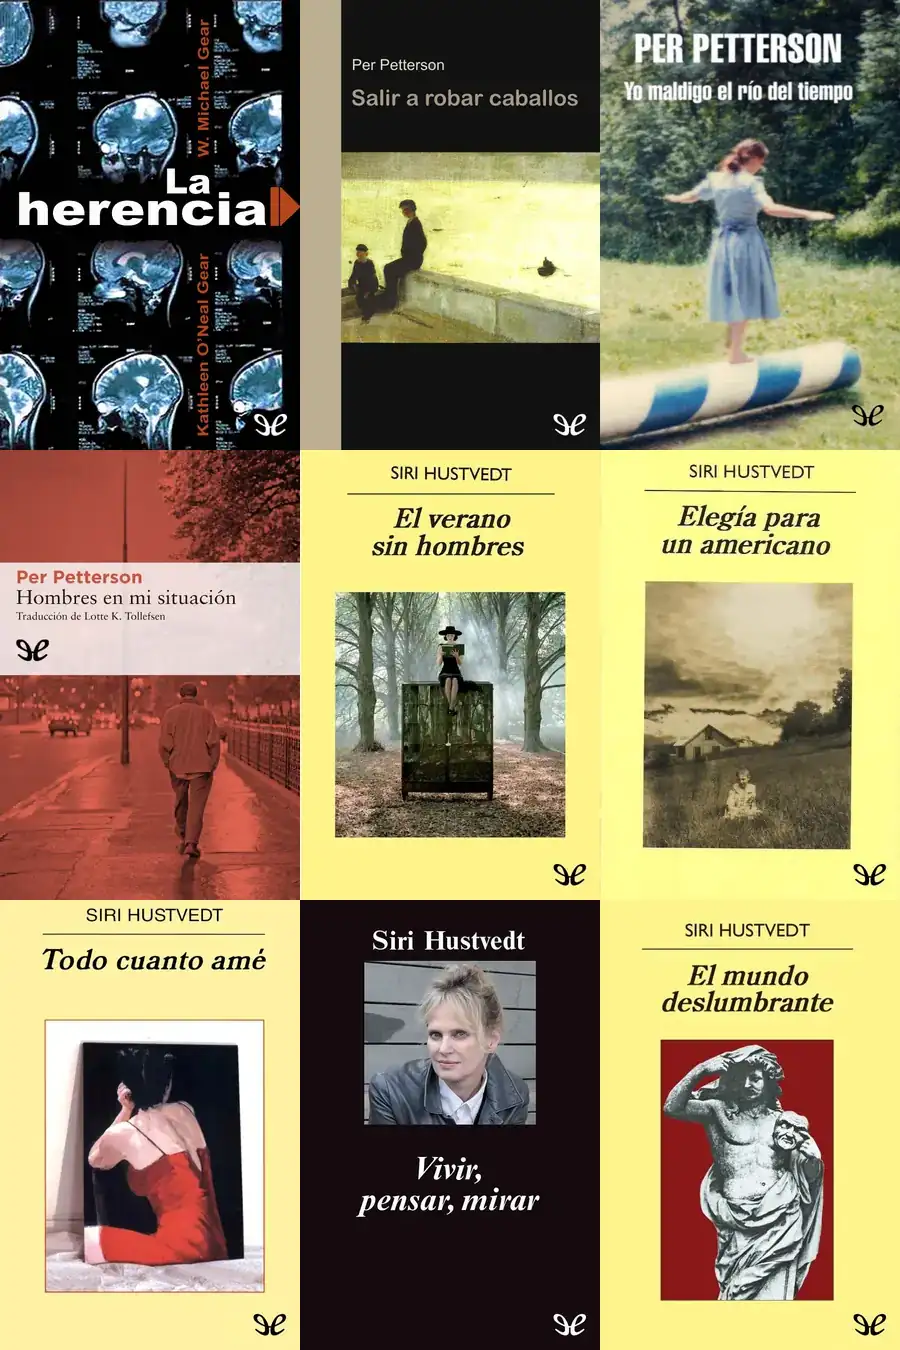 La
herencia
W. Michael Gear
Kathleen O'Neal Gear
Per Petterson
Salir a robar caballos
PER PETTERSON
Yo maldigo el río del tiempo
Per Petterson
Hombres en mi situación
Traducción de Lotte K. Tollefsen
SIRI HUSTVEDT
El verano
sin hombres
SIRI HUSTVEDT
Elegía para
un americano
SIRI HUSTVEDT
Todo cuanto amé
Siri Hustvedt
Vivir,
pensar, mirar
SIRI HUSTVEDT
El mundo
deslumbrante